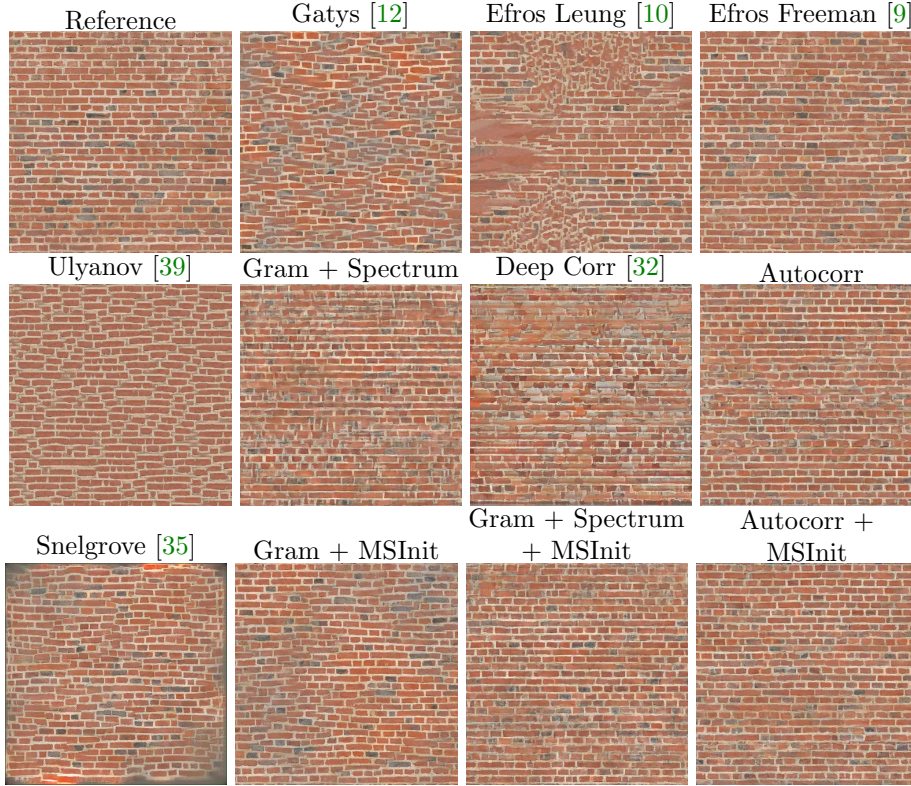 Reference
Gatys [12]
Efros Leung [10]
Efros Freeman [9]
Ulyanov [39]
Gram + Spectrum
Deep Corr [32]
Autocorr
Snelgrove [35]
Gram + MSInit
Gram + Spectrum
+ MSInit
Autocorr +
MSInit